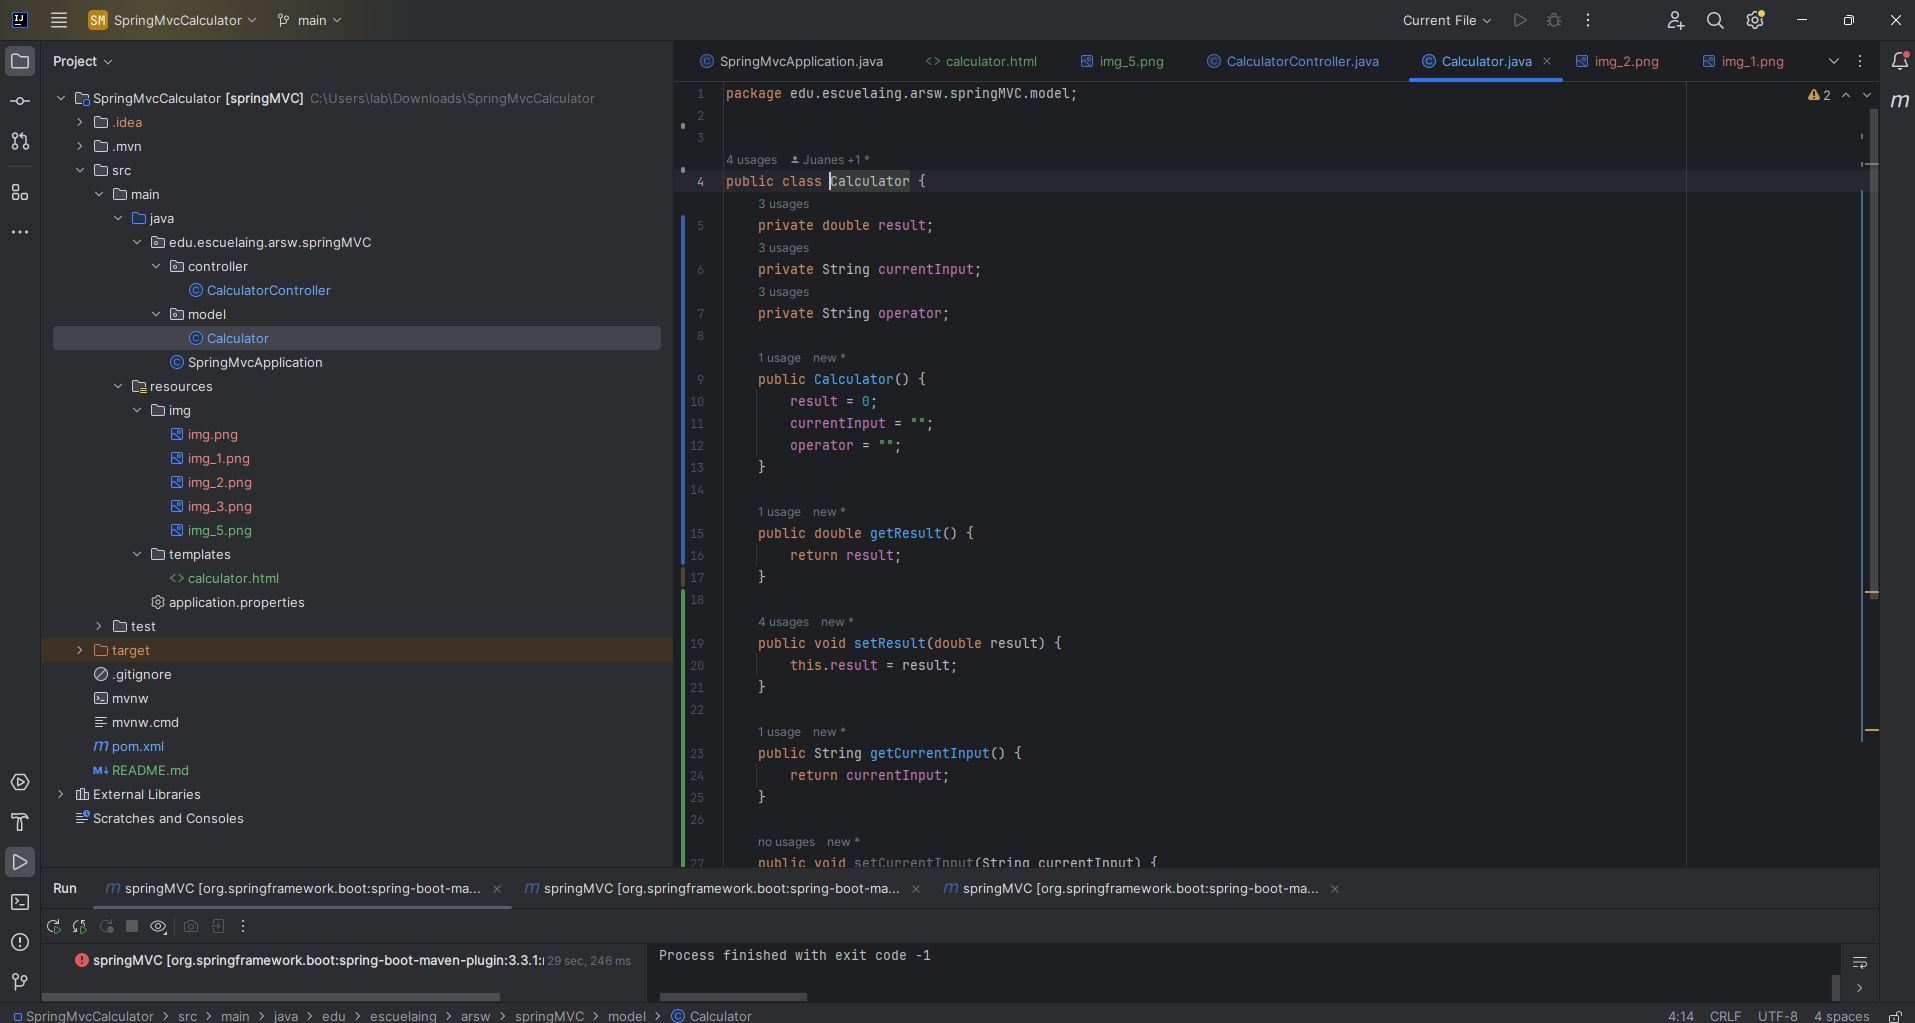 SM SpringMvcCalculator main
Current File
Project
SpringMvcCalculator [springMVC] C:\Users\lab\Downloads\SpringMvcCalculator
.idea
.mvn
src
main
java
edu.escuelaing.arsw.springMVC
controller
CalculatorController
model
Calculator
SpringMvcApplication
resources
img
img.png
img_1.png
img_2.png
img_3.png
img_5.png
templates
calculator.html
application.properties
test
target
.gitignore
mvnw
mvnw.cmd
pom.xml
README.md
External Libraries
Scratches and Consoles
SpringMvcApplication.java calculator.html img_5.png CalculatorController.java Calculator.java img_2.png img_1.png
1 package edu.escuelaing.arsw.springMVC.model;
2
3
4 usages Juanes +1 *
4 public class Calculator {
3 usages
5 private double result;
3 usages
6 private String currentInput;
3 usages
7 private String operator;
8
1 usage new *
9 public Calculator() {
10 result = 0;
11 currentInput = "";
12 operator = "";
13 }
14
1 usage new *
15 public double getResult() {
16 return result;
17 }
18
4 usages new *
19 public void setResult(double result) {
20 this.result = result;
21 }
22
1 usage new *
23 public String getCurrentInput() {
24 return currentInput;
25 }
26
no usages new *
27 public void setCurrentInput(String currentInput) {
2
Run springMVC [org.springframework.boot:spring-boot-ma... springMVC [org.springframework.boot:spring-boot-ma... springMVC [org.springframework.boot:spring-boot-ma...
springMVC [org.springframework.boot:spring-boot-maven-plugin:3.3.1: 29 sec, 246 ms
Process finished with exit code -1
SpringMvcCalculator > src > main > java > edu > escuelaing > arsw > springMVC > model > Calculator
4:14 CRLF UTF-8 4 spaces